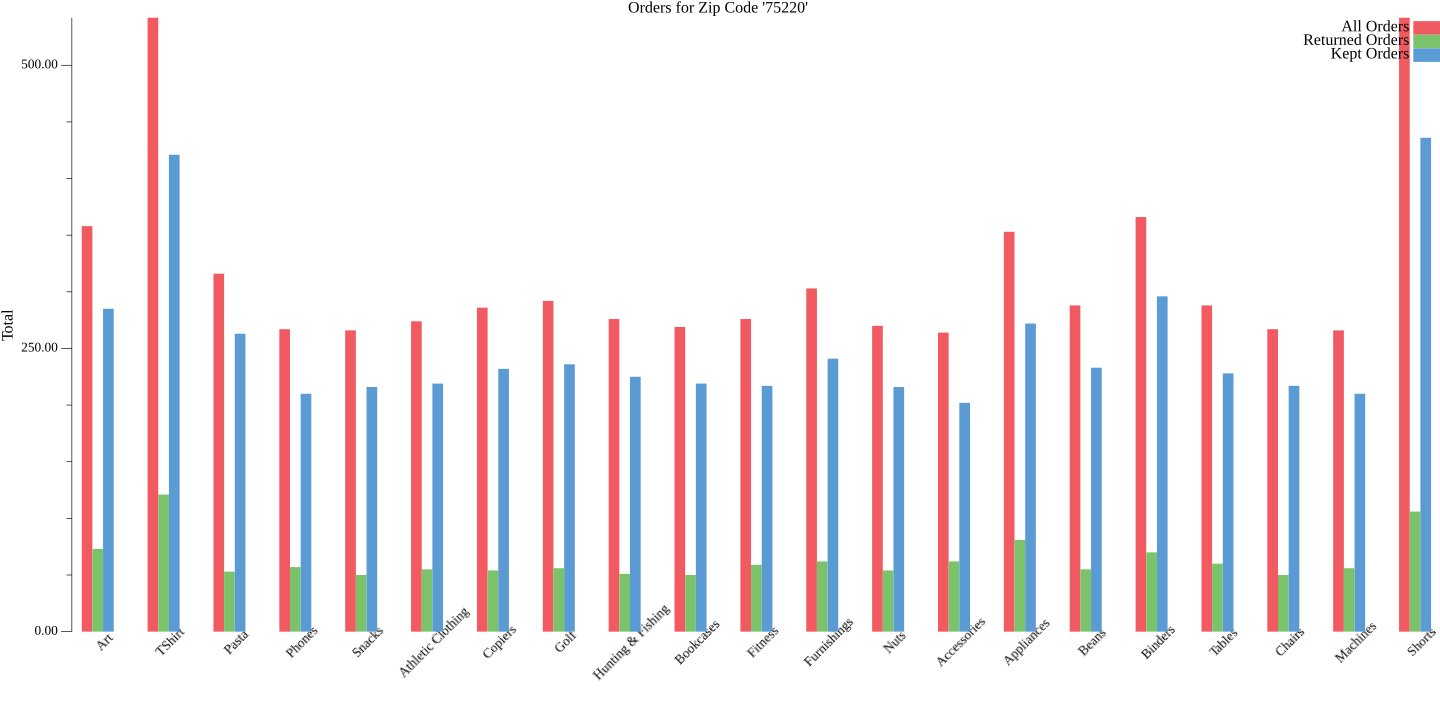 Orders for Zip Code '75220'
All Orders
Returned Orders
Kept Orders
500.00
250.00
0.00
Total
Art
TShirt
Pasta
Phones
Snacks
Athletic Clothing
Copiers
Golf
Hunting & Fishing
Bookcases
Fitness
Furnishings
Nuts
Accessories
Appliances
Beans
Binders
Tables
Chairs
Machines
Shorts